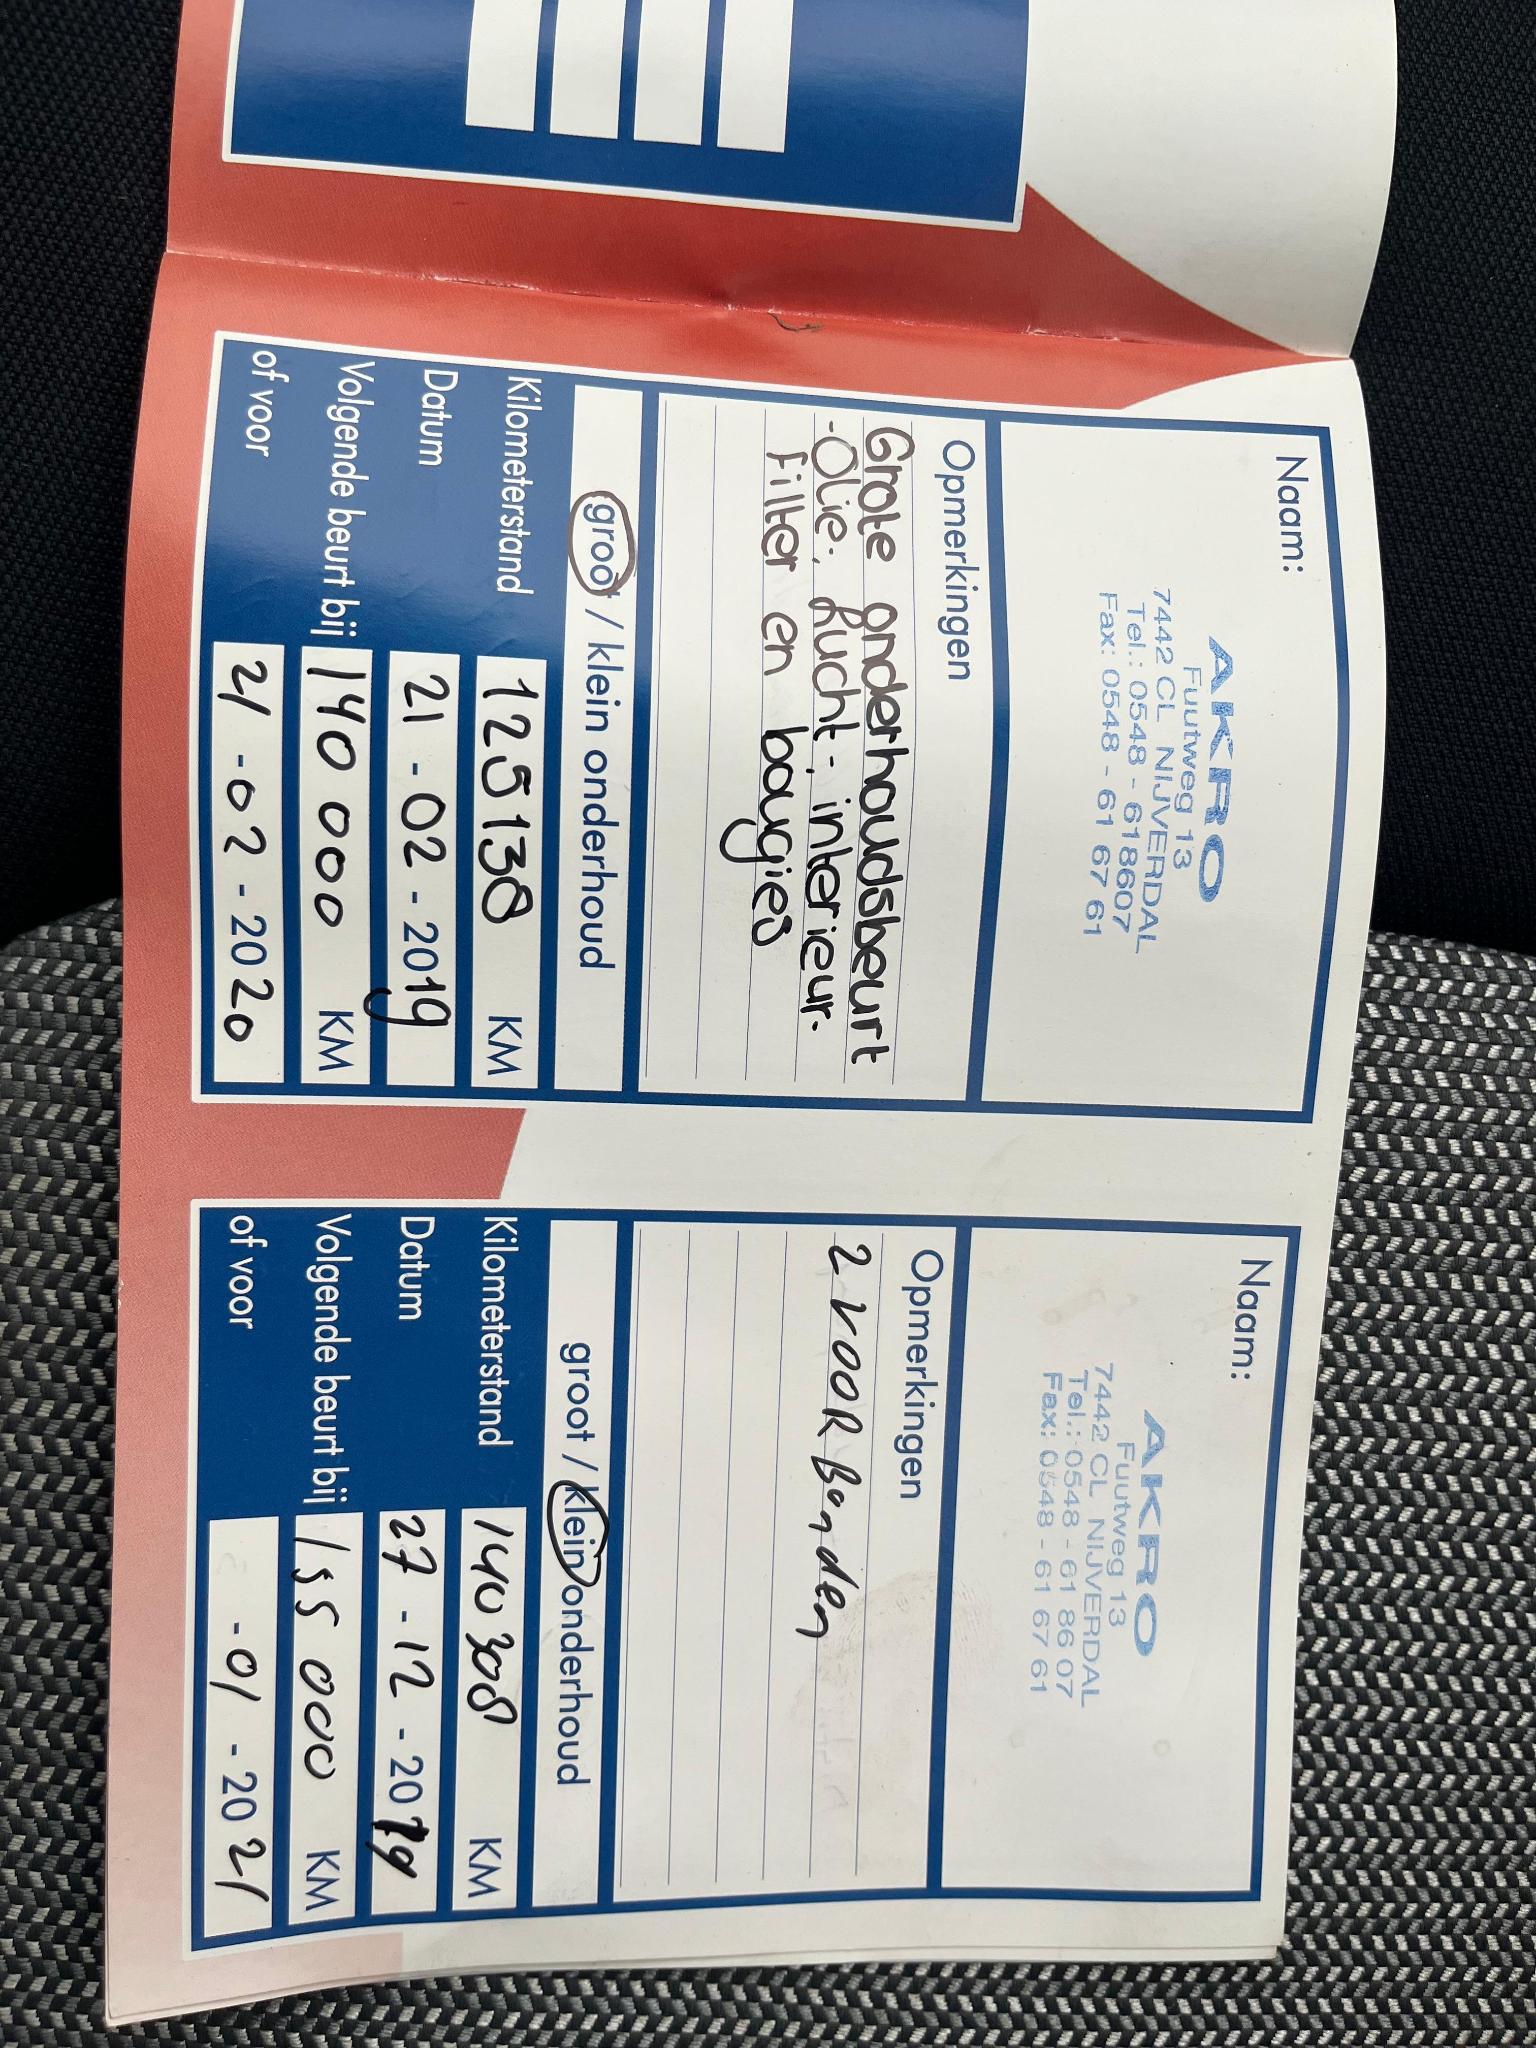 Naam:
AKRO
Fuutweg 13
7442 CL NIJVERDAL
Tel.: 0548 - 618607
Fax: 0548 - 61 67 61
Opmerkingen
Grote onderhoudsbeurt
- Olie-, lucht-, interieur-
filter en bougies
groot / klein onderhoud
Kilometerstand 125138 KM
Datum 21 - 02 - 2019
Volgende beurt bij 140 000 KM
of voor 21 - 02 - 2020
Naam:
AKRO
Fuutweg 13
7442 CL NIJVERDAL
Tel.: 0548 - 61 86 07
Fax: 0548 - 61 67 61
Opmerkingen
2 VOOR Banden
groot / klein onderhoud
Kilometerstand 140 308 KM
Datum 27 - 12 - 2019
Volgende beurt bij 155 000 KM
of voor - 01 - 2021